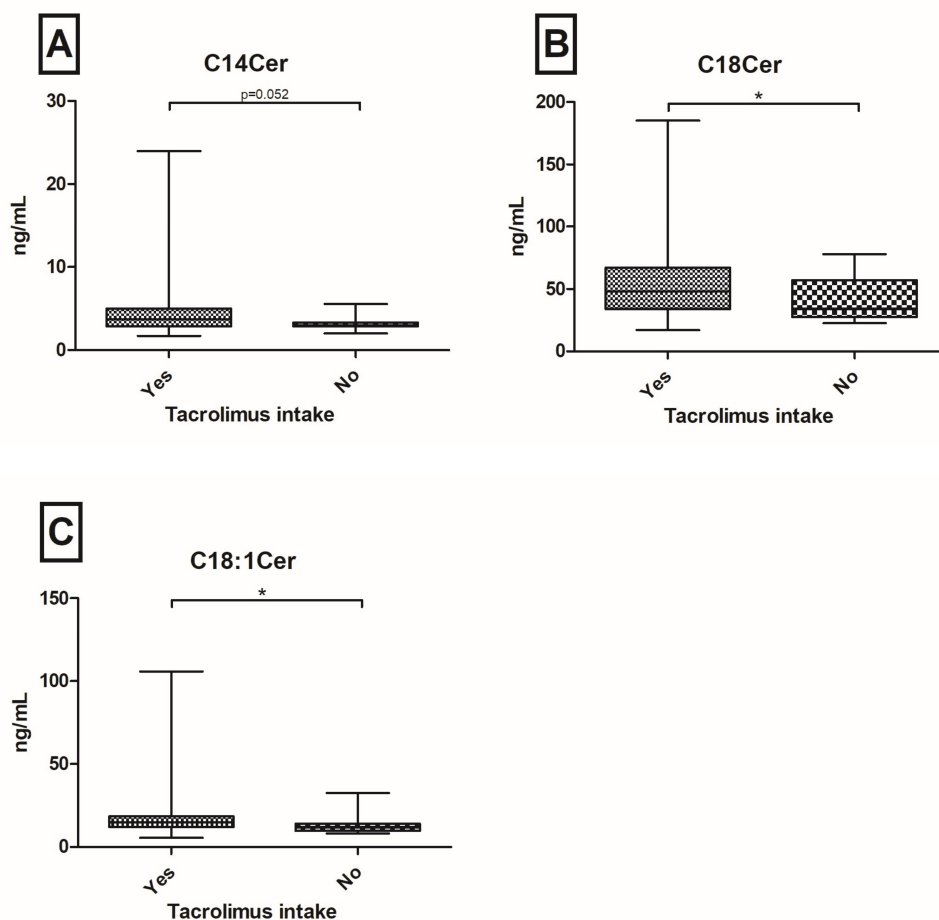 A
C14Cer
p=0.052
30
20
10
0
ng/mL
Yes
No
Tacrolimus intake
B
C18Cer
*
200
150
100
50
0
ng/mL
Yes
No
Tacrolimus intake
C
C18:1Cer
*
150
100
50
0
ng/mL
Yes
No
Tacrolimus intake